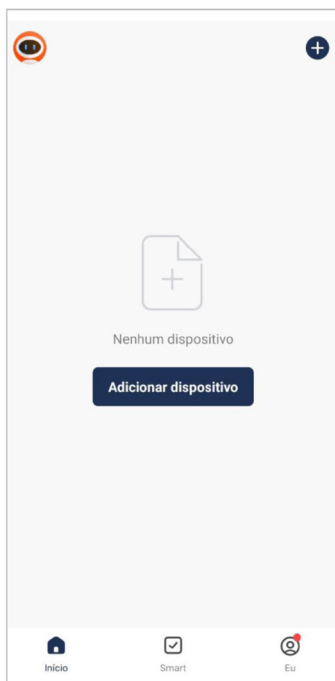 Nenhum dispositivo
Adicionar dispositivo
Início
Smart
Eu